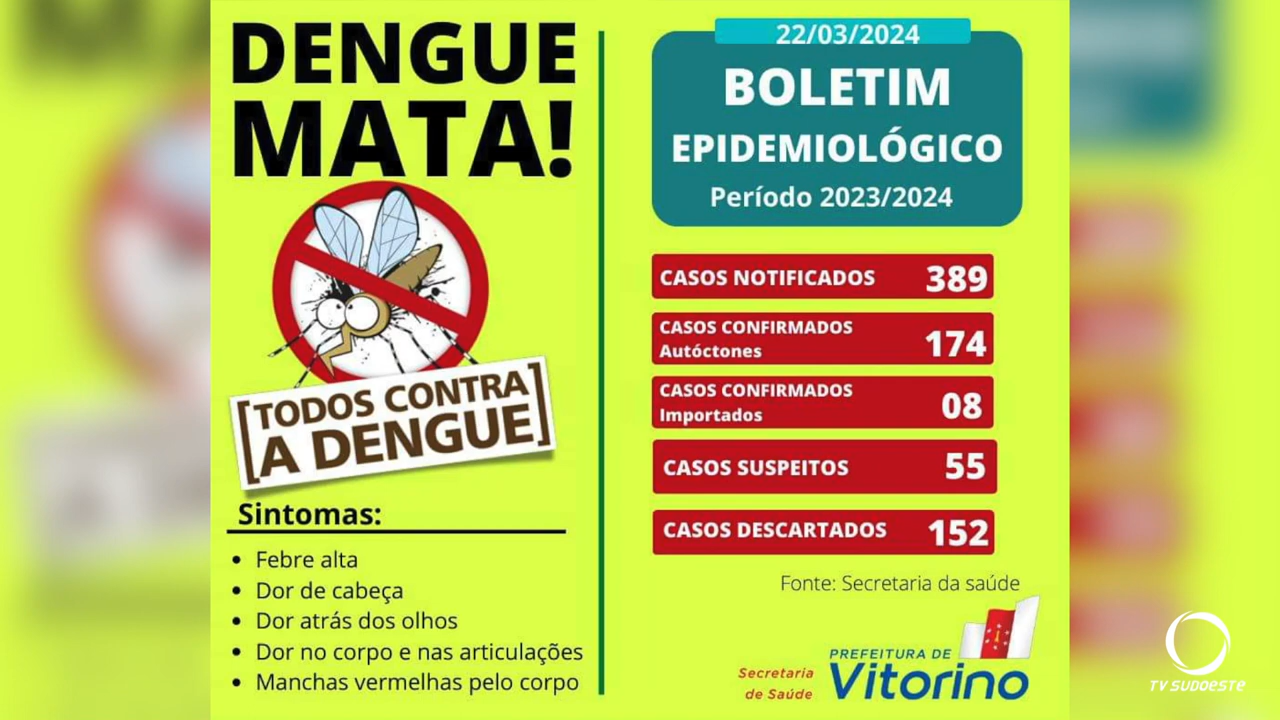 DENGUE
MATA!
[TODOS CONTRA
A DENGUE]
Sintomas:
• Febre alta
• Dor de cabeça
• Dor atrás dos olhos
• Dor no corpo e nas articulações
• Manchas vermelhas pelo corpo
22/03/2024
BOLETIM
EPIDEMIOLÓGICO
Período 2023/2024
CASOS NOTIFICADOS 389
CASOS CONFIRMADOS
Autóctones 174
CASOS CONFIRMADOS
Importados 08
CASOS SUSPEITOS 55
CASOS DESCARTADOS 152
Fonte: Secretaria da saúde
Secretaria
de Saúde
PREFEITURA DE
Vitorino
TV SUDOESTE